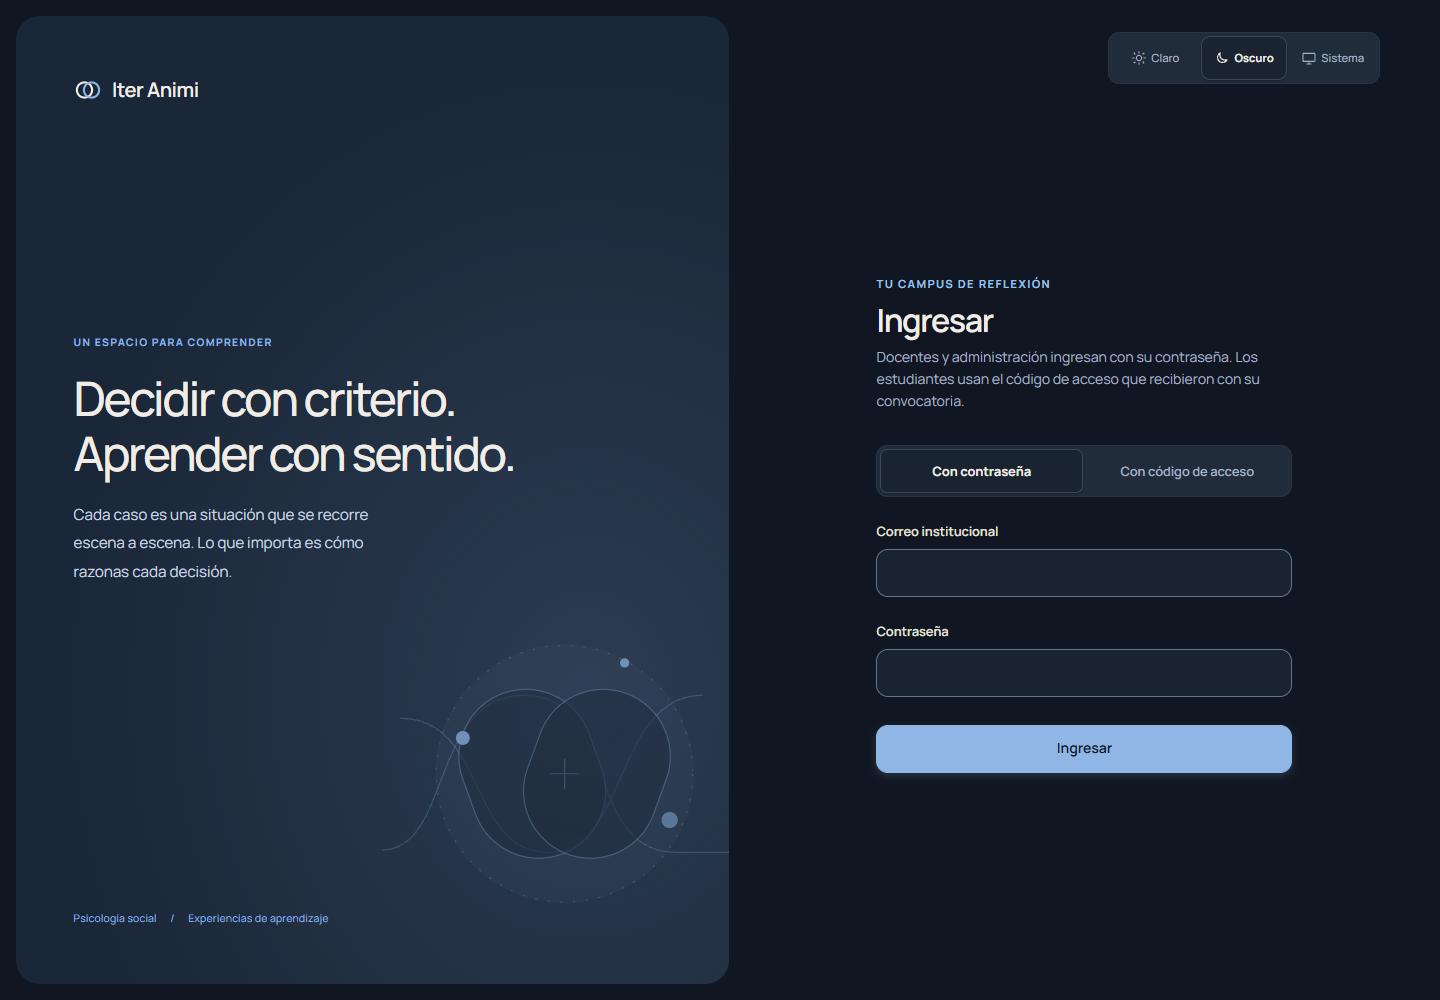 Iter Animi
UN ESPACIO PARA COMPRENDER
Decidir con criterio.
Aprender con sentido.
Cada caso es una situación que se recorre
escena a escena. Lo que importa es cómo
razonas cada decisión.
Psicología social / Experiencias de aprendizaje
Claro
Oscuro
Sistema
TU CAMPUS DE REFLEXIÓN
Ingresar
Docentes y administración ingresan con su contraseña. Los
estudiantes usan el código de acceso que recibieron con su
convocatoria.
Con contraseña
Con código de acceso
Correo institucional
Contraseña
Ingresar